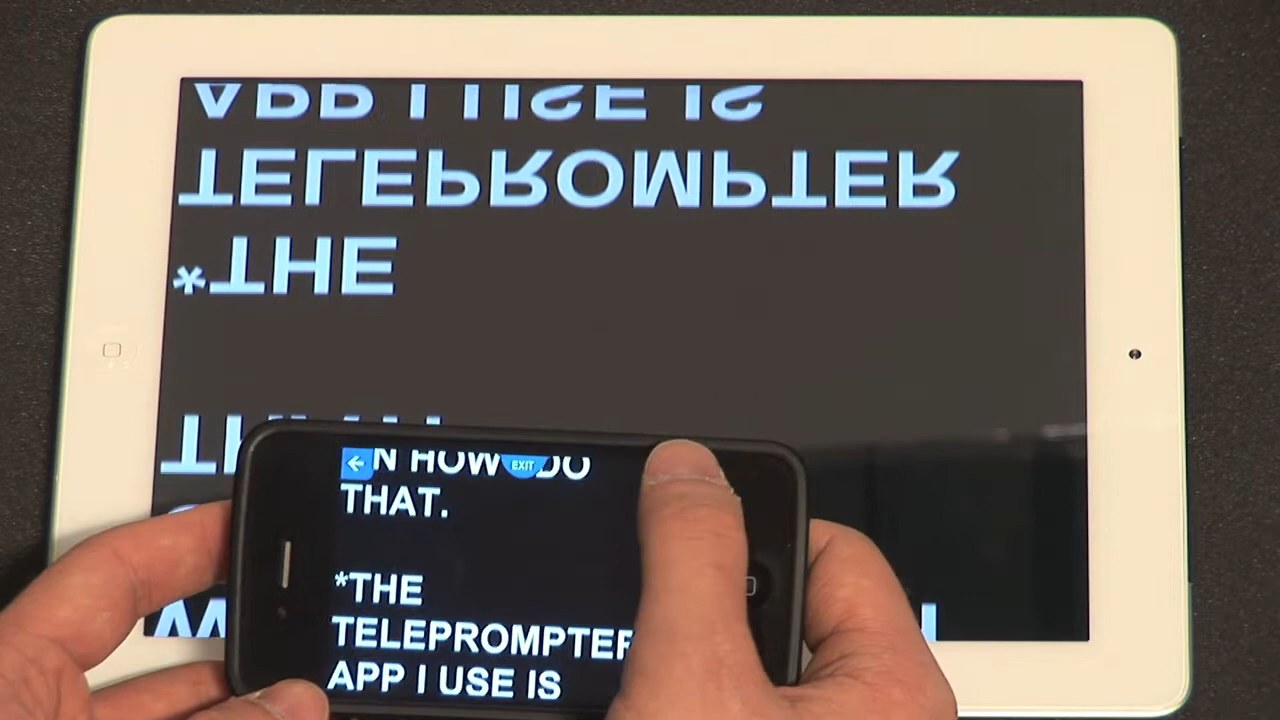 APP I USE IS
TELEPROMPTER
*THE
N HOW DO
EXIT
THAT.
*THE
TELEPROMPTER
APP I USE IS